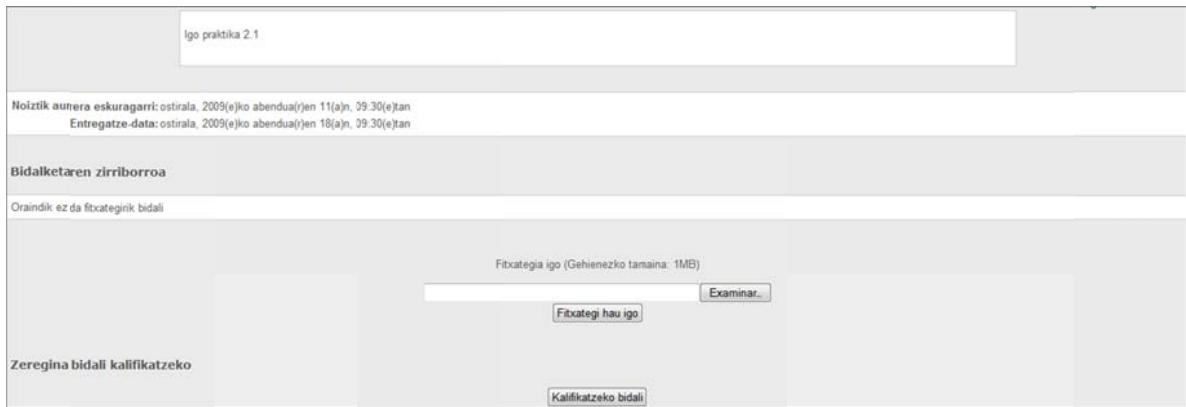 Igo praktika 2.1
Noiztik aurrera eskuragarri: ostirala, 2009(e)ko abendua(r)en 11(a)n, 09:30(e)tan
Entregatze-data: ostirala, 2009(e)ko abendua(r)en 18(a)n, 09:30(e)tan
Bidalketaren zirriborroa
Oraindik ez da fitxategirik bidali
Fitxategia igo (Gehienezko tamaina: 1MB)
Examinar..
Fitxategi hau igo
Zeregina bidali kalifikatzeko
Kalifikatzeko bidali